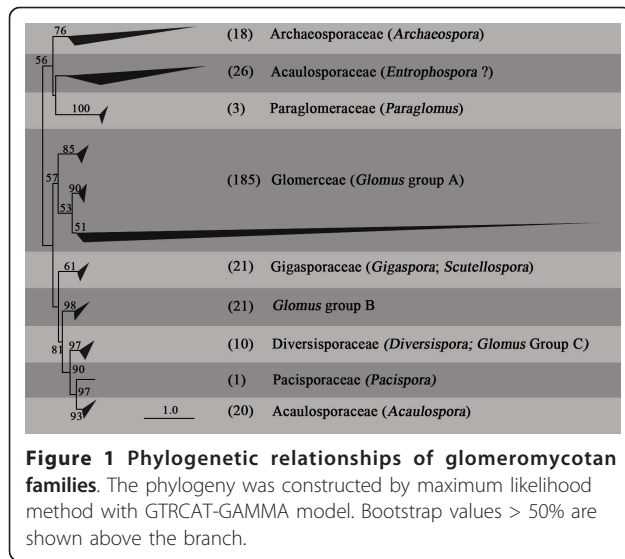 76
(18) Archaeosporaceae (Archaeospora)
56
(26) Acaulosporaceae (Entrophospora ?)
100
(3) Paraglomeraceae (Paraglomus)
85
57
90
(185) Glomerceae (Glomus group A)
53
51
61
(21) Gigasporaceae (Gigaspora; Scutellospora)
98
(21) Glomus group B
81
97
(10) Diversisporaceae (Diversispora; Glomus Group C)
90
(1) Pacisporaceae (Pacispora)
97
93
1.0
(20) Acaulosporaceae (Acaulospora)
Figure 1 Phylogenetic relationships of glomeromycotan
families. The phylogeny was constructed by maximum likelihood
method with GTRCAT-GAMMA model. Bootstrap values > 50% are
shown above the branch.